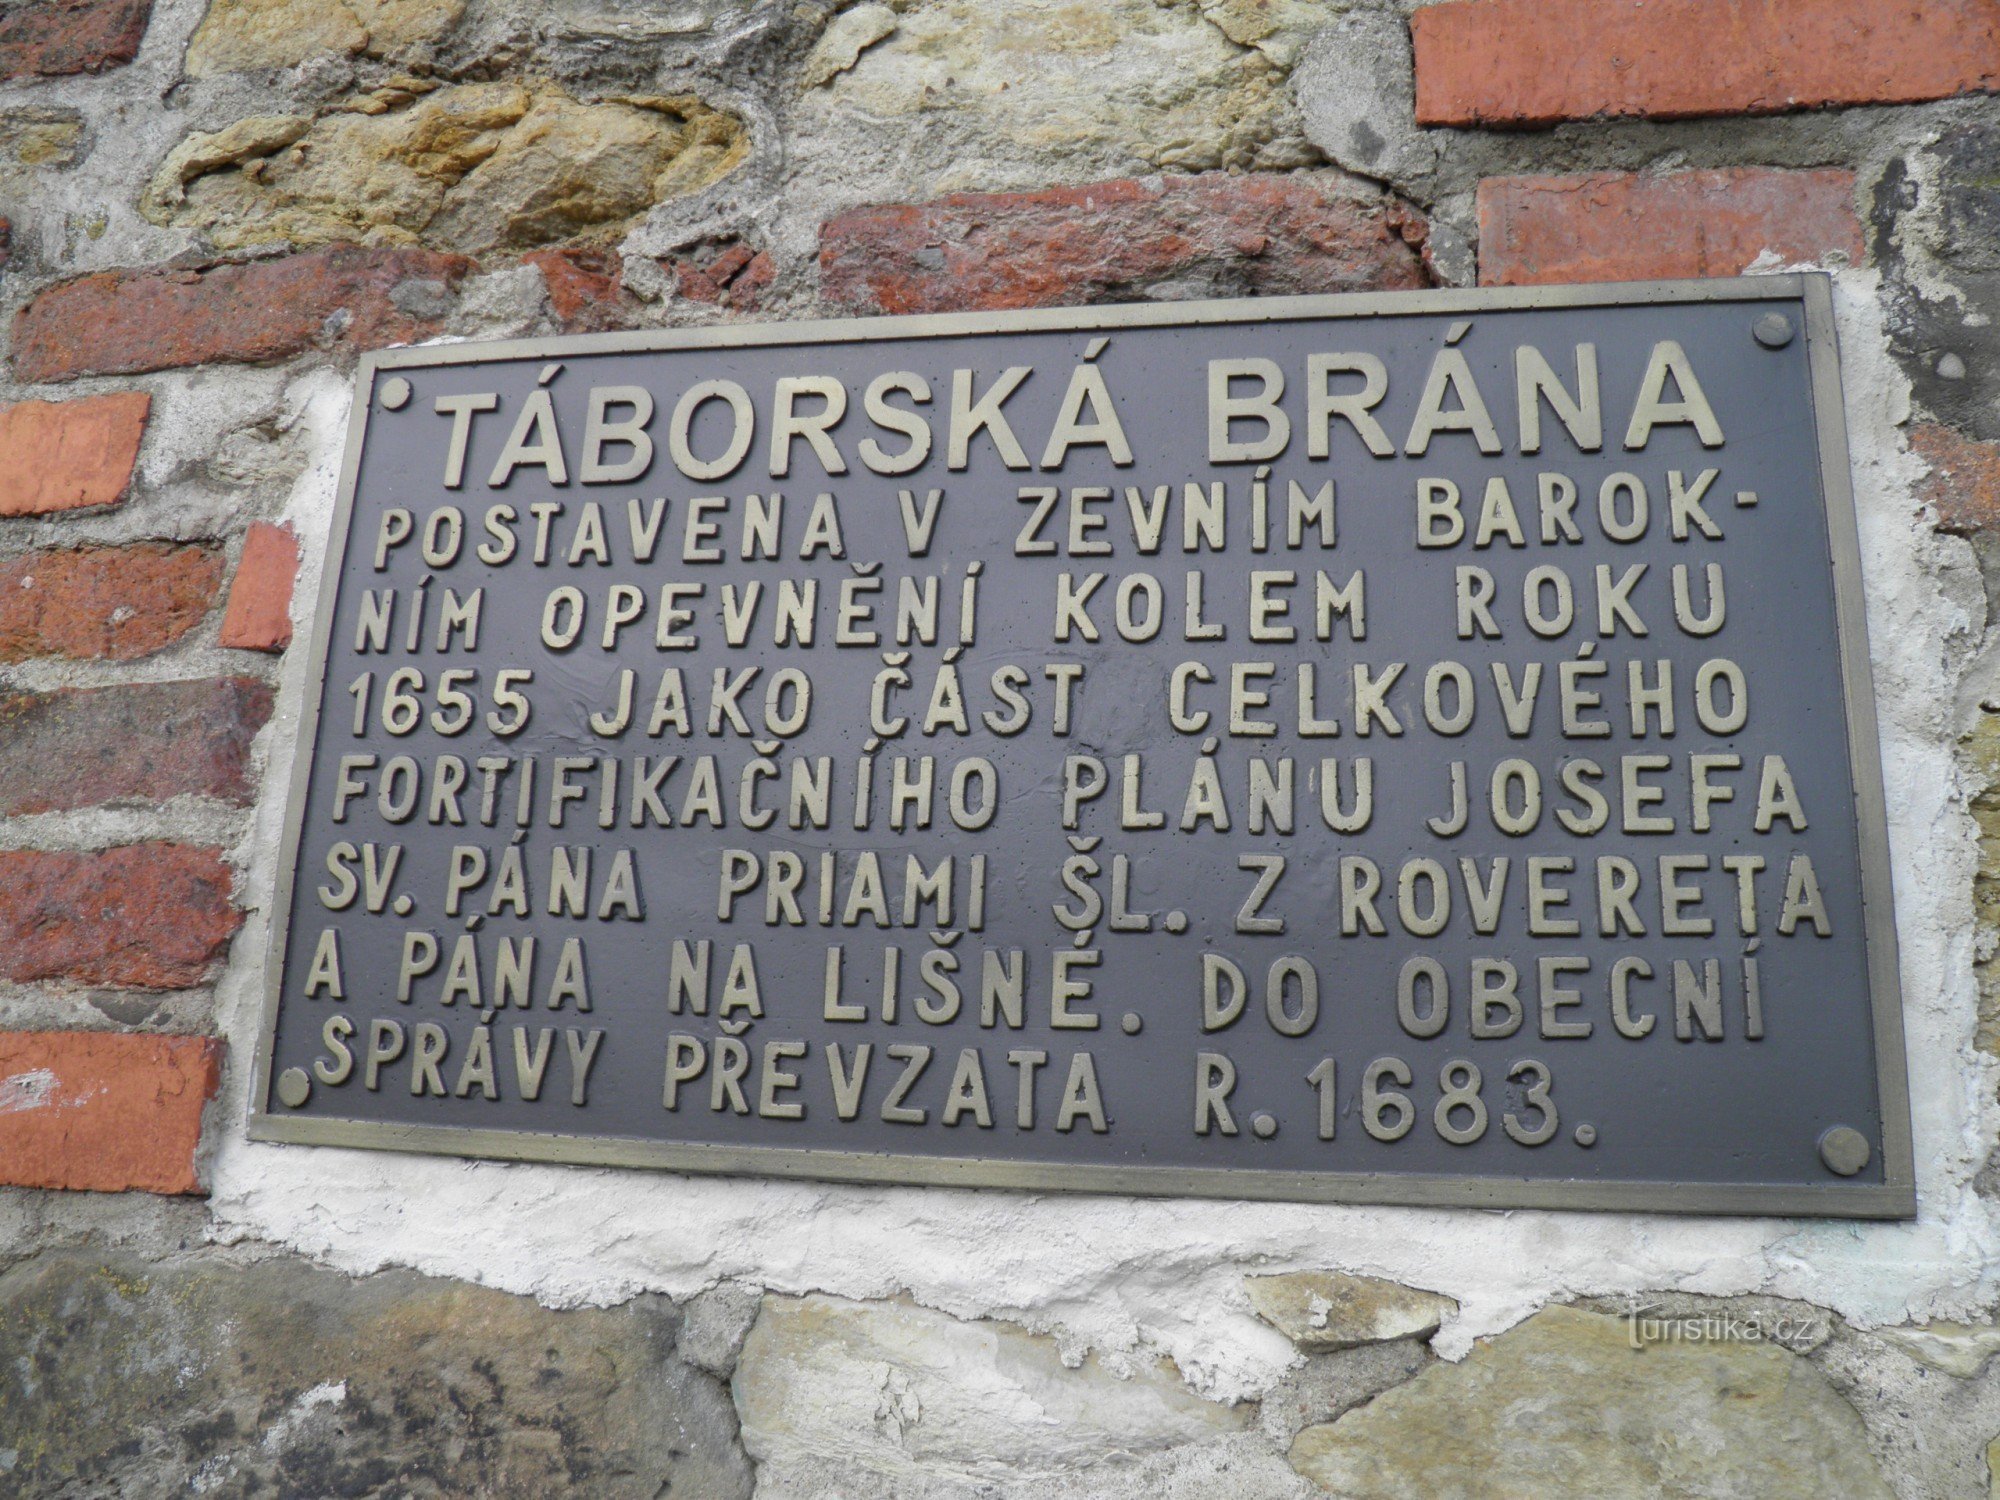 TÁBORSKÁ BRÁNA
POSTAVENA V ZEVNÍM BAROK-
NÍM OPEVNĚNÍ KOLEM ROKU
1655 JAKO ČÁST CELKOVÉHO
FORTIFIKAČNÍHO PLÁNU JOSEFA
SV. PÁNA PRIAMI ŠL. Z ROVERETA
A PÁNA NA LIŠNÉ. DO OBECNÍ
SPRÁVY PŘEVZATA R. 1683.
Turistika.cz